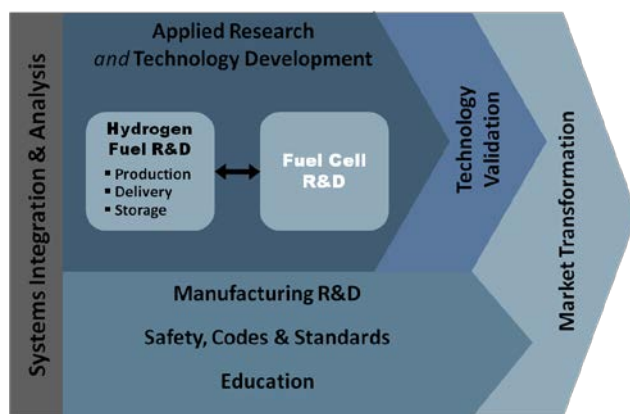 Systems Integration & Analysis
Applied Research
and Technology Development
Hydrogen
Fuel R&D
▪ Production
▪ Delivery
▪ Storage
Fuel Cell
R&D
Technology
Validation
Market Transformation
Manufacturing R&D
Safety, Codes & Standards
Education